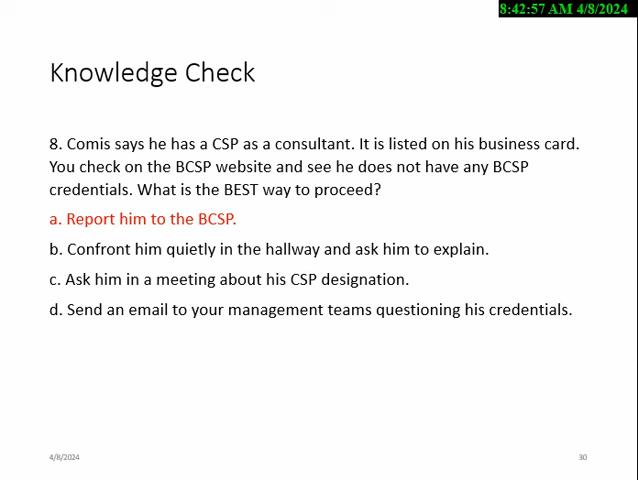 8:42:57 AM 4/8/2024
Knowledge Check
8. Comis says he has a CSP as a consultant. It is listed on his business card.
You check on the BCSP website and see he does not have any BCSP
credentials. What is the BEST way to proceed?
a. Report him to the BCSP.
b. Confront him quietly in the hallway and ask him to explain.
c. Ask him in a meeting about his CSP designation.
d. Send an email to your management teams questioning his credentials.
4/8/2024
30